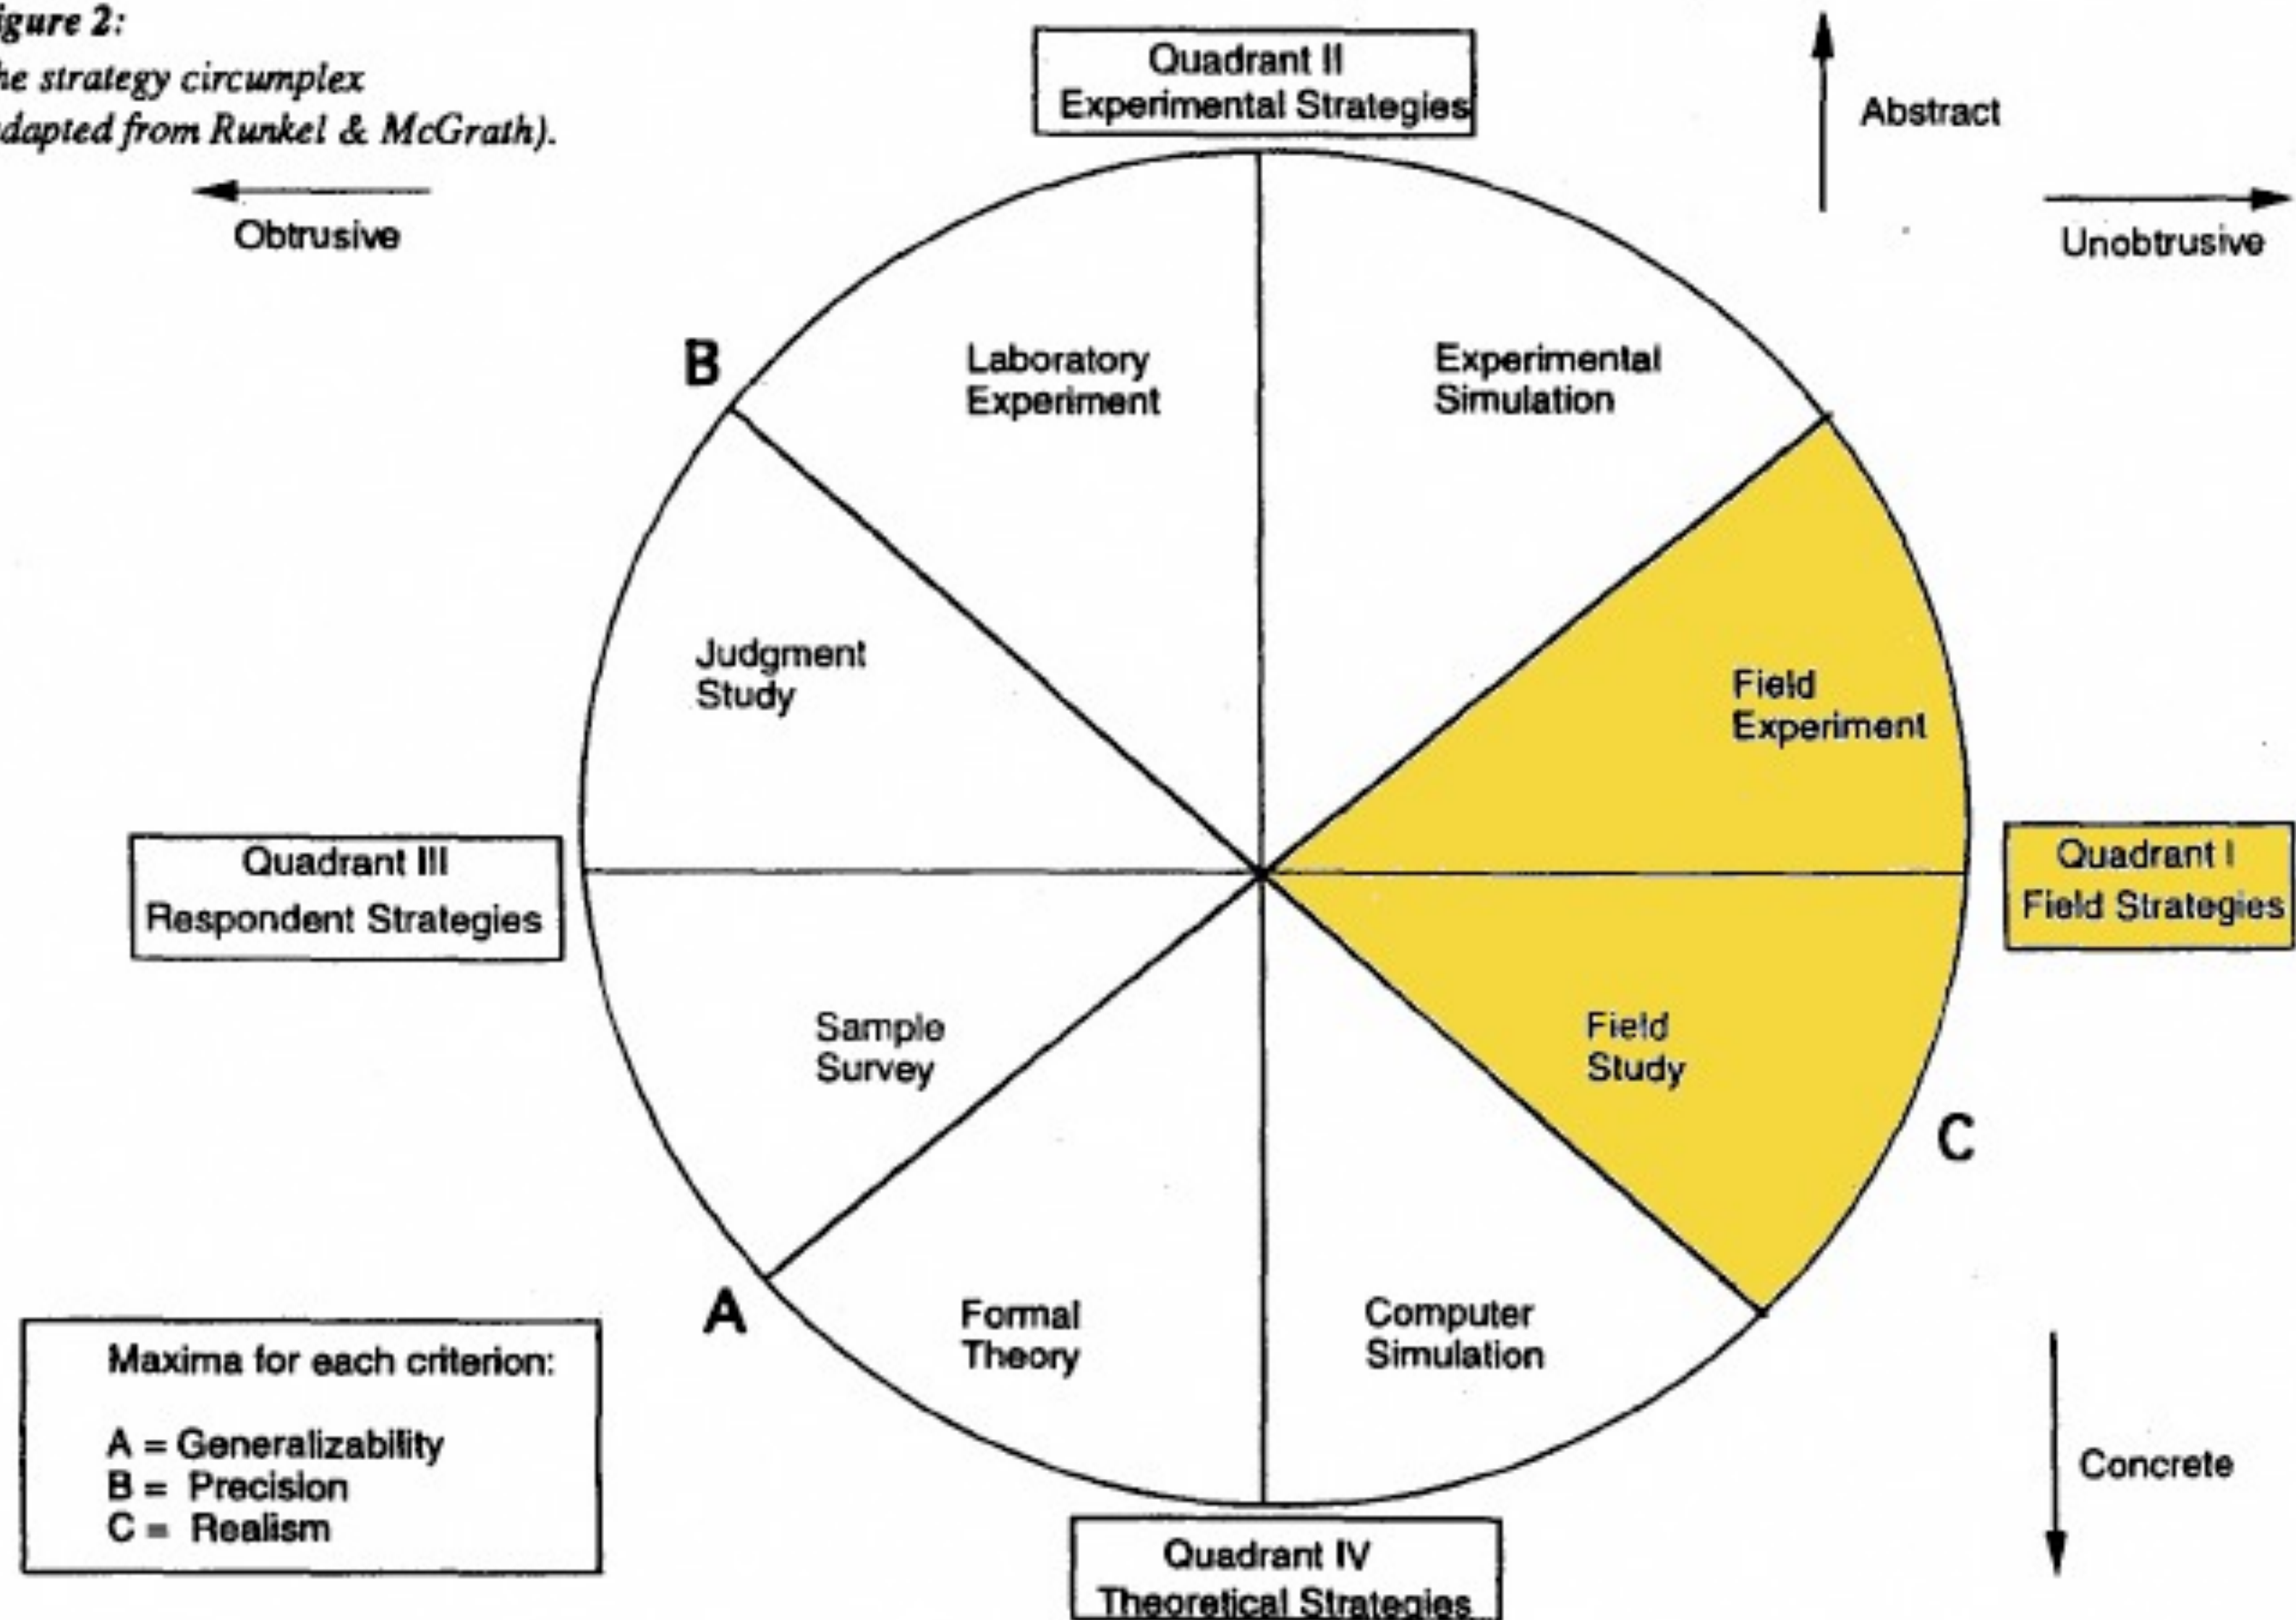 igure 2:
he strategy circumplex
dapted from Runkel & McGrath).
Obtrusive
Quadrant II
Experimental Strategies
Abstract
Unobtrusive
B
Laboratory
Experiment
Experimental
Simulation
Judgment
Study
Field
Experiment
Quadrant III
Respondent Strategies
Quadrant I
Field Strategies
Sample
Survey
Field
Study
C
A
Formal
Theory
Computer
Simulation
Maxima for each criterion:
A = Generalizability
B = Precision
C = Realism
Concrete
Quadrant IV
Theoretical Strategies